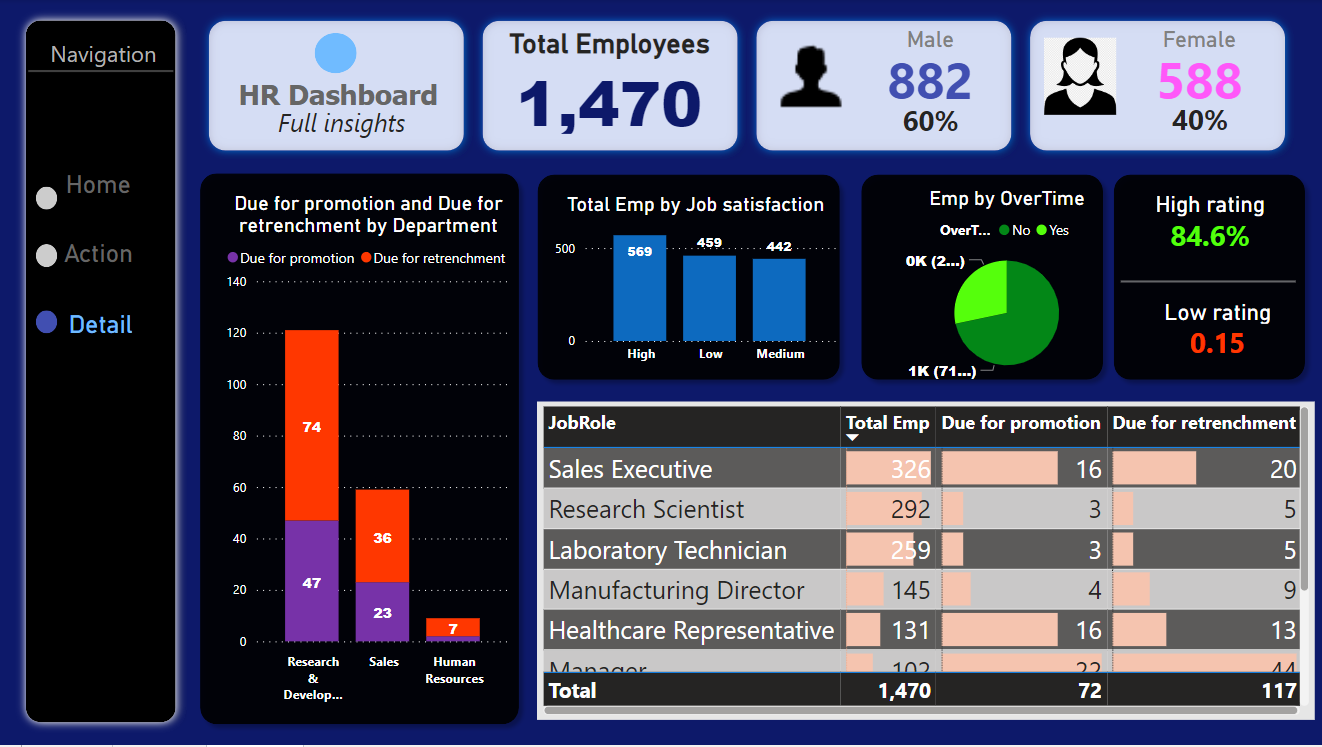 Navigation
Home
Action
Detail
HR Dashboard
Full insights
Total Employees
1,470
Male
882
60%
Female
588
40%
Due for promotion and Due for
retrenchment by Department
Due for promotion Due for retrenchment
140
120
100
80
60
40
20
0
74
47
36
23
7
Research
&
Develop...
Sales
Human
Resources
Total Emp by Job satisfaction
500
0
569
459
442
High
Low
Medium
Emp by OverTime
OverT... No Yes
0K (2...)
1K (71...)
High rating
84.6%
Low rating
0.15
JobRole Total Emp Due for promotion Due for retrenchment
Sales Executive 326 16 20
Research Scientist 292 3 5
Laboratory Technician 259 3 5
Manufacturing Director 145 4 9
Healthcare Representative 131 16 13
Manager 102 22 44
Total 1,470 72 117